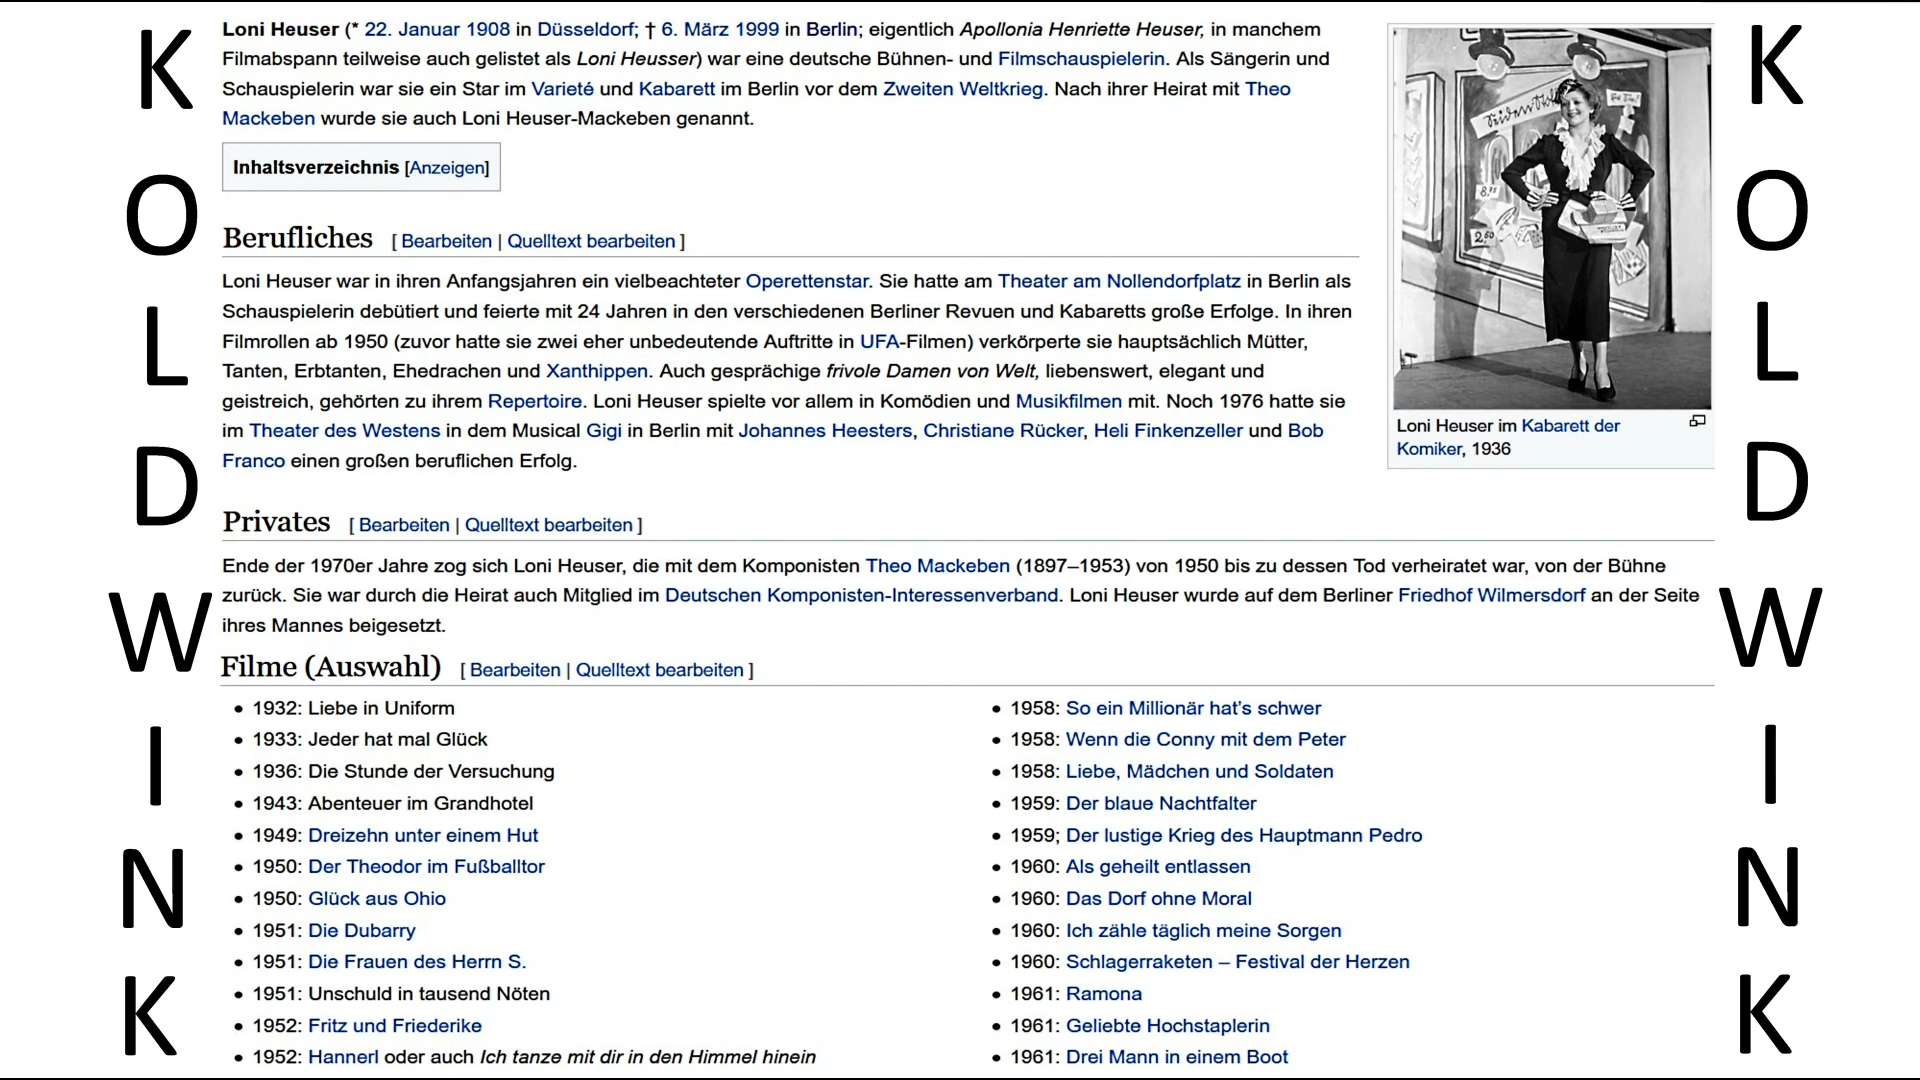 KOLDWINK
Loni Heuser (* 22. Januar 1908 in Düsseldorf; † 6. März 1999 in Berlin; eigentlich Apollonia Henriette Heuser, in manchem
Filmabspann teilweise auch gelistet als Loni Heusser) war eine deutsche Bühnen- und Filmschauspielerin. Als Sängerin und
Schauspielerin war sie ein Star im Varieté und Kabarett im Berlin vor dem Zweiten Weltkrieg. Nach ihrer Heirat mit Theo
Mackeben wurde sie auch Loni Heuser-Mackeben genannt.
Inhaltsverzeichnis [Anzeigen]
Berufliches [ Bearbeiten | Quelltext bearbeiten ]
Loni Heuser war in ihren Anfangsjahren ein vielbeachteter Operettenstar. Sie hatte am Theater am Nollendorfplatz in Berlin als
Schauspielerin debütiert und feierte mit 24 Jahren in den verschiedenen Berliner Revuen und Kabaretts große Erfolge. In ihren
Filmrollen ab 1950 (zuvor hatte sie zwei eher unbedeutende Auftritte in UFA-Filmen) verkörperte sie hauptsächlich Mütter,
Tanten, Erbtanten, Ehedrachen und Xanthippen. Auch gesprächige frivole Damen von Welt, liebenswert, elegant und
geistreich, gehörten zu ihrem Repertoire. Loni Heuser spielte vor allem in Komödien und Musikfilmen mit. Noch 1976 hatte sie
im Theater des Westens in dem Musical Gigi in Berlin mit Johannes Heesters, Christiane Rücker, Heli Finkenzeller und Bob
Franco einen großen beruflichen Erfolg.
8,75
2,60
Loni Heuser im Kabarett der
Komiker, 1936
Privates [ Bearbeiten | Quelltext bearbeiten ]
Ende der 1970er Jahre zog sich Loni Heuser, die mit dem Komponisten Theo Mackeben (1897–1953) von 1950 bis zu dessen Tod verheiratet war, von der Bühne
zurück. Sie war durch die Heirat auch Mitglied im Deutschen Komponisten-Interessenverband. Loni Heuser wurde auf dem Berliner Friedhof Wilmersdorf an der Seite
ihres Mannes beigesetzt.
Filme (Auswahl) [ Bearbeiten | Quelltext bearbeiten ]
• 1932: Liebe in Uniform
• 1933: Jeder hat mal Glück
• 1936: Die Stunde der Versuchung
• 1943: Abenteuer im Grandhotel
• 1949: Dreizehn unter einem Hut
• 1950: Der Theodor im Fußballtor
• 1950: Glück aus Ohio
• 1951: Die Dubarry
• 1951: Die Frauen des Herrn S.
• 1951: Unschuld in tausend Nöten
• 1952: Fritz und Friederike
• 1952: Hannerl oder auch Ich tanze mit dir in den Himmel hinein
• 1958: So ein Millionär hat's schwer
• 1958: Wenn die Conny mit dem Peter
• 1958: Liebe, Mädchen und Soldaten
• 1959: Der blaue Nachtfalter
• 1959; Der lustige Krieg des Hauptmann Pedro
• 1960: Als geheilt entlassen
• 1960: Das Dorf ohne Moral
• 1960: Ich zähle täglich meine Sorgen
• 1960: Schlagerraketen – Festival der Herzen
• 1961: Ramona
• 1961: Geliebte Hochstaplerin
• 1961: Drei Mann in einem Boot
KOLDWINK